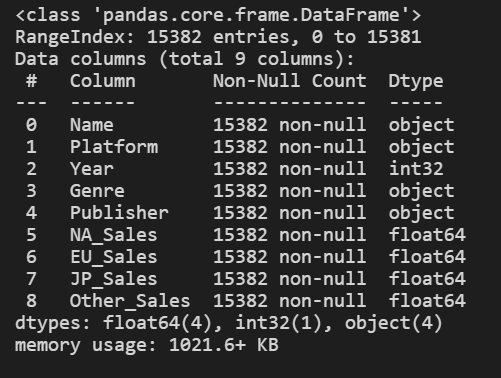 <class 'pandas.core.frame.DataFrame'>
RangeIndex: 15382 entries, 0 to 15381
Data columns (total 9 columns):
 #   Column       Non-Null Count  Dtype
---  ------       --------------  -----
 0   Name         15382 non-null  object
 1   Platform     15382 non-null  object
 2   Year         15382 non-null  int32
 3   Genre        15382 non-null  object
 4   Publisher    15382 non-null  object
 5   NA_Sales     15382 non-null  float64
 6   EU_Sales     15382 non-null  float64
 7   JP_Sales     15382 non-null  float64
 8   Other_Sales  15382 non-null  float64
dtypes: float64(4), int32(1), object(4)
memory usage: 1021.6+ KB